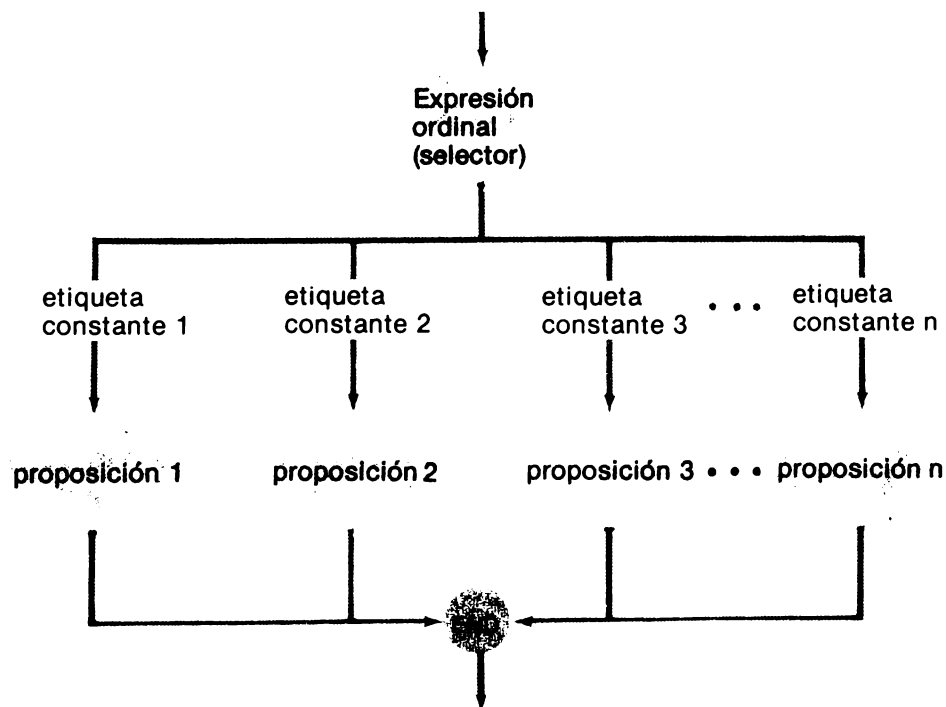 Expresión
ordinal
(selector)
etiqueta
constante 1
etiqueta
constante 2
etiqueta
constante 3
• • •
etiqueta
constante n
proposición 1
proposición 2
proposición 3
• • •
proposición n